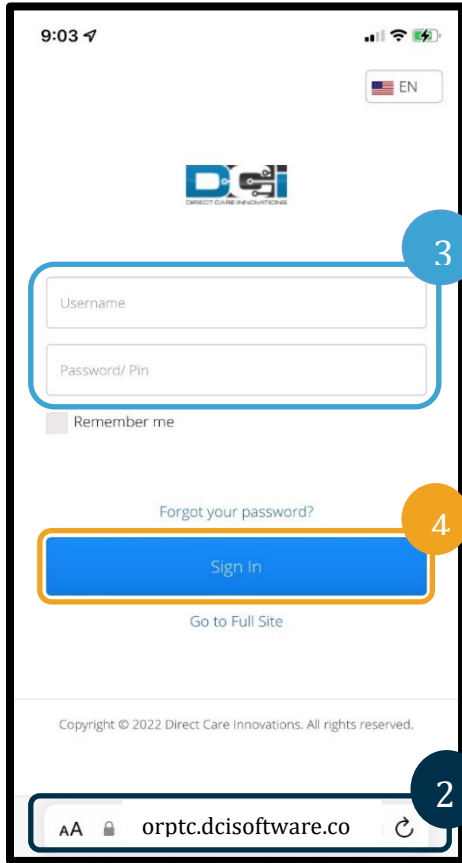 9:03
EN
DCI
DIRECT CARE INNOVATIONS
3
Username
Password/ Pin
Remember me
Forgot your password?
4
Sign In
Go to Full Site
Copyright © 2022 Direct Care Innovations. All rights reserved.
2
AA orptc.dcisoftware.co